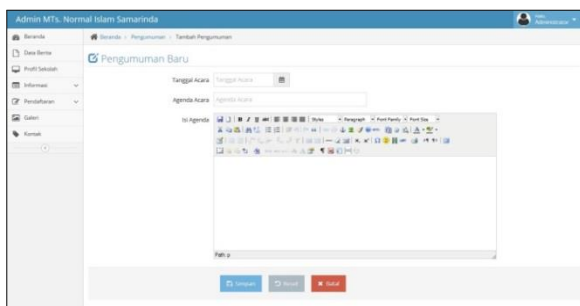 Admin MTs. Normal Islam Samarinda
Hello,
Administrator
Beranda
Beranda > Pengumuman > Tambah Pengumuman
Data Berita
Profil Sekolah
Informasi
Pendaftaran
Galeri
Kontak
Pengumuman Baru
Tanggal Acara Tanggal Acara
Agenda Acara Agenda Acara
Isi Agenda
Styles Paragraph Font Family Font Size
Path: p
Simpan Reset Batal